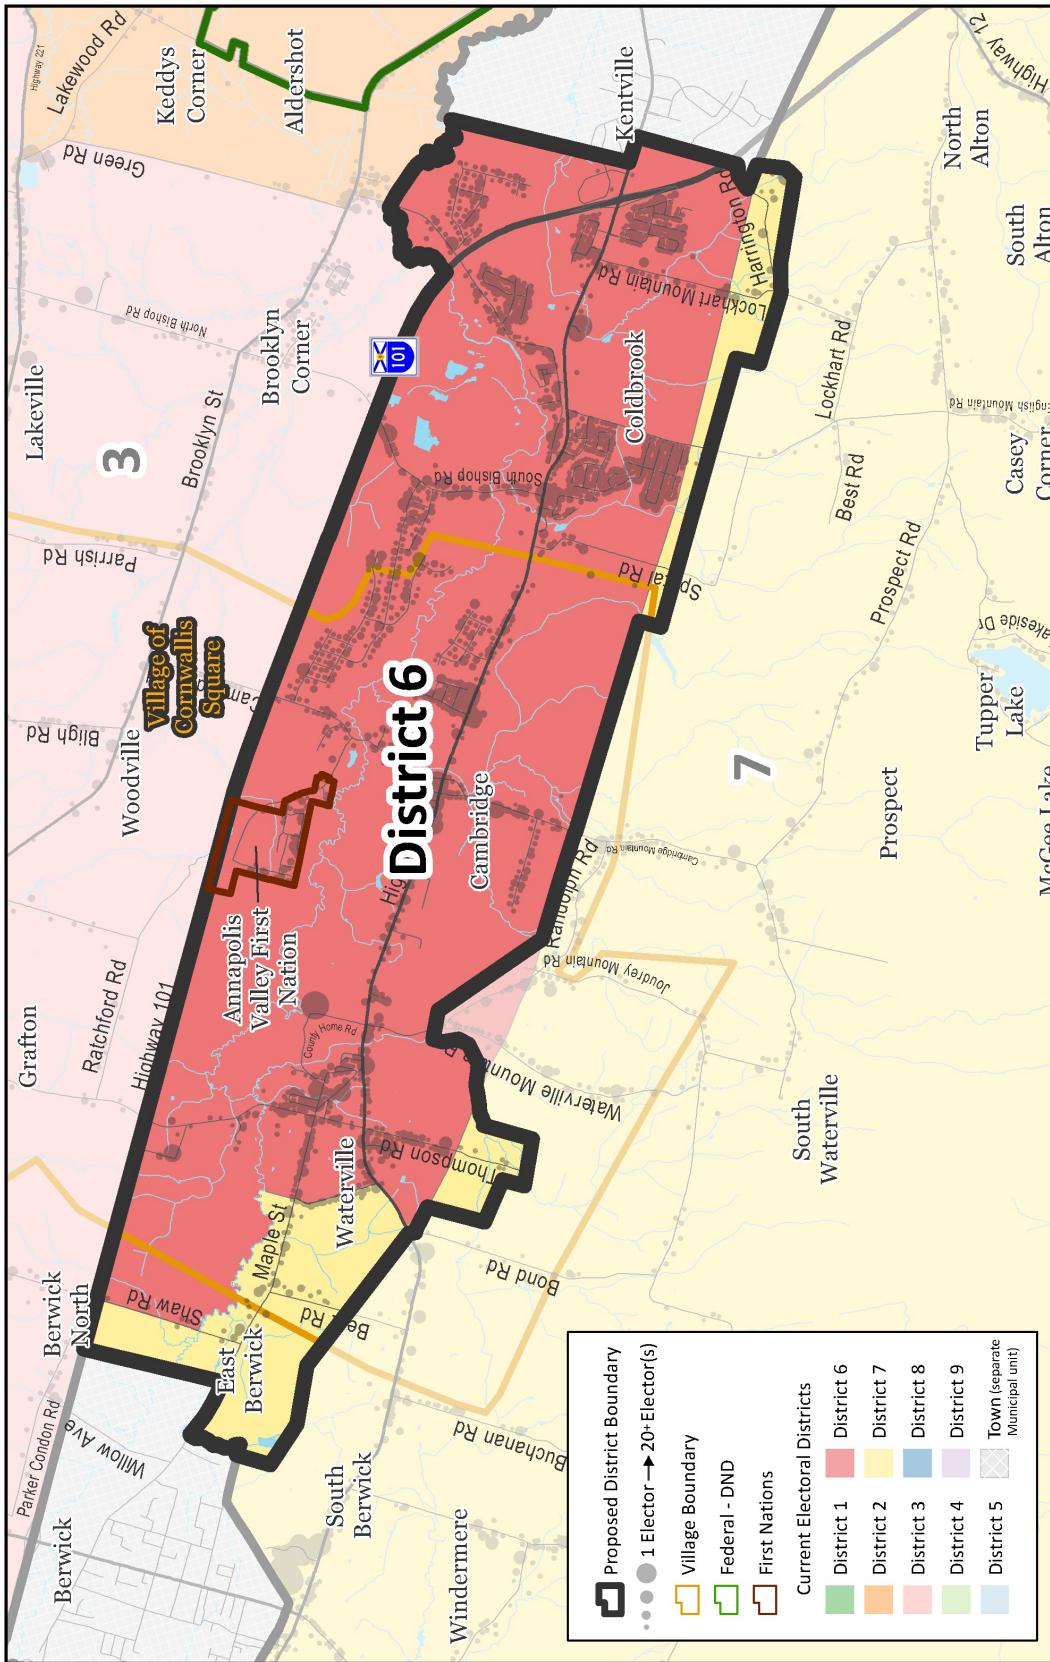 Highway 221
Lakewood Rd
Keddys
Corner
Aldershot
Green Rd
Kentville
Highway 12
North
Alton
South
Alton
Harrington Rd
Lockhart Mountain Rd
North Bishop Rd
Brooklyn
Corner
101
Lakeville
3
Brooklyn St
Coldbrook
South Bishop Rd
Lockhart Rd
English Mountain Rd
Best Rd
Casey
Corner
Parrish Rd
Prospect Rd
Lakeside Dr
Village of
Cornwallis
Square
Bligh Rd
Woodville
District 6
Cambridge
7
Tupper
Lake
Prospect
McGee Lake
Cambridge Mountain Rd
Randolph Rd
Joudrey Mountain Rd
Annapolis
Valley First
Nation
Grafton
Ratchford Rd
Highway 101
County Home Rd
Waterville
Thompson Rd
South
Waterville
Maple St
Shaw Rd
Berwick
North
East
Berwick
Bond Rd
Buchanan Rd
Parker Condon Rd
Willow Ave
Berwick
South
Berwick
Windermere
Proposed District Boundary
1 Elector → 20+ Elector(s)
Village Boundary
Federal - DND
First Nations
Current Electoral Districts
District 1
District 2
District 3
District 4
District 5
District 6
District 7
District 8
District 9
Town (separate
Municipal unit)